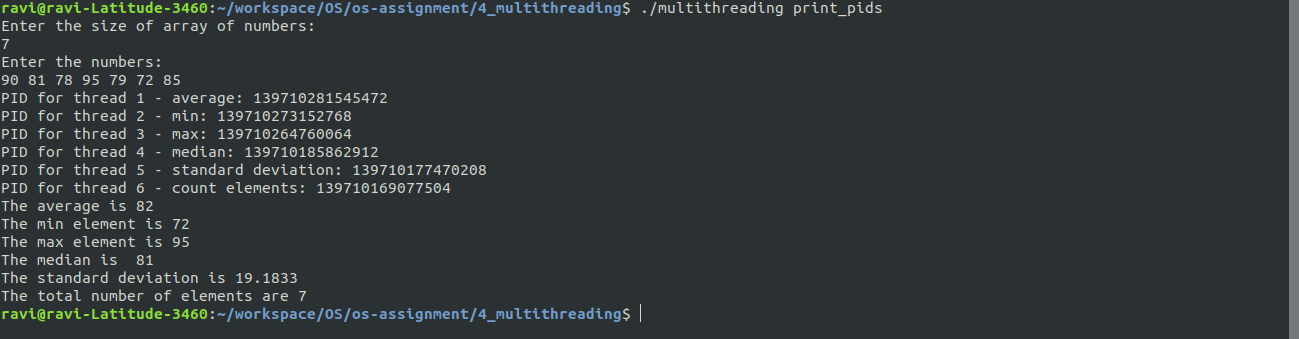 ravi@ravi-Latitude-3460:~/workspace/OS/os-assignment/4_multithreading$ ./multithreading print_pids
Enter the size of array of numbers:
7
Enter the numbers:
90 81 78 95 79 72 85
PID for thread 1 - average: 139710281545472
PID for thread 2 - min: 139710273152768
PID for thread 3 - max: 139710264760064
PID for thread 4 - median: 139710185862912
PID for thread 5 - standard deviation: 139710177470208
PID for thread 6 - count elements: 139710169077504
The average is 82
The min element is 72
The max element is 95
The median is  81
The standard deviation is 19.1833
The total number of elements are 7
ravi@ravi-Latitude-3460:~/workspace/OS/os-assignment/4_multithreading$